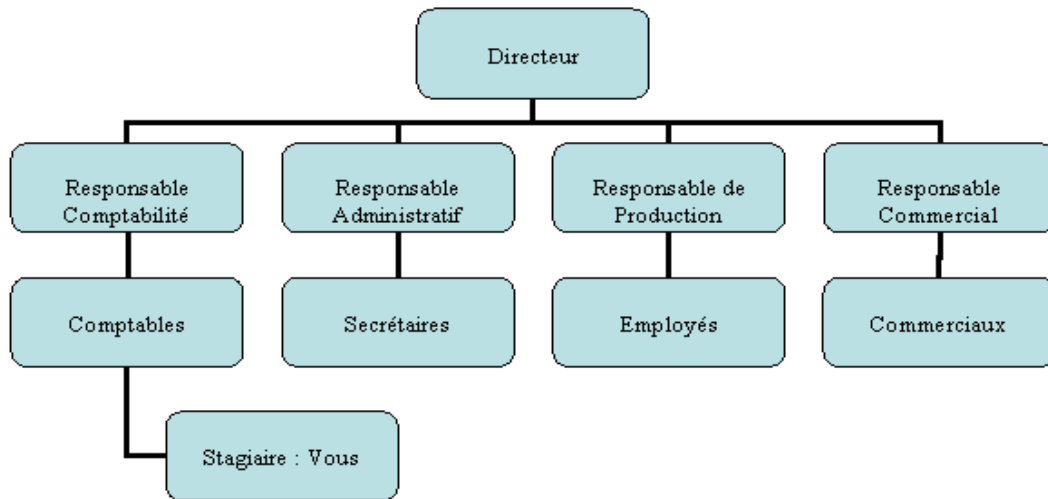 Directeur
Responsable
Comptabilité
Responsable
Administratif
Responsable de
Production
Responsable
Commercial
Comptables
Secrétaires
Employés
Commerciaux
Stagiaire : Vous